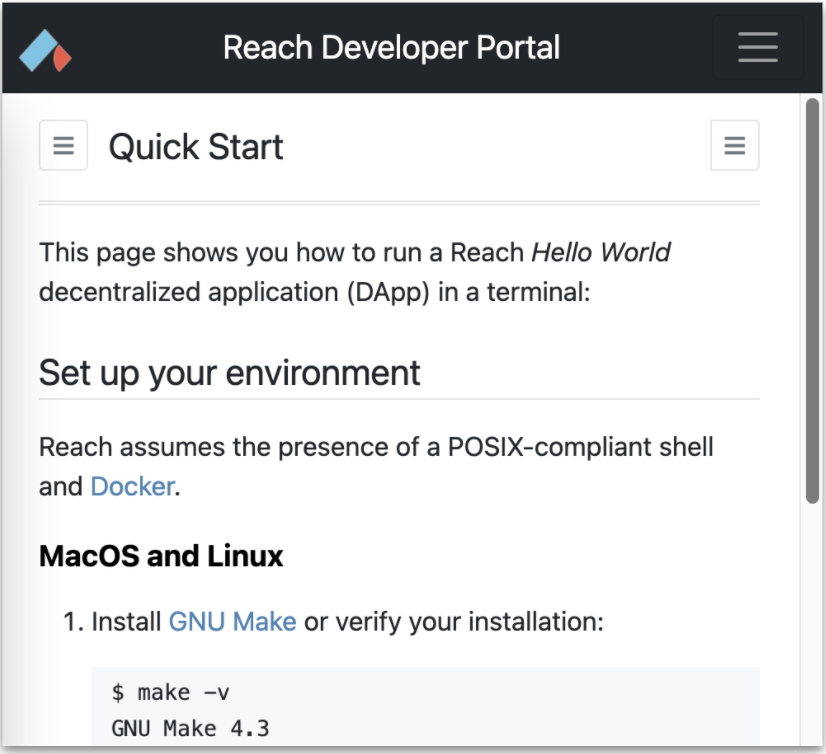 Reach Developer Portal
Quick Start
This page shows you how to run a Reach Hello World
decentralized application (DApp) in a terminal:
Set up your environment
Reach assumes the presence of a POSIX-compliant shell
and Docker.
MacOS and Linux
1. Install GNU Make or verify your installation:
$ make -v
GNU Make 4.3